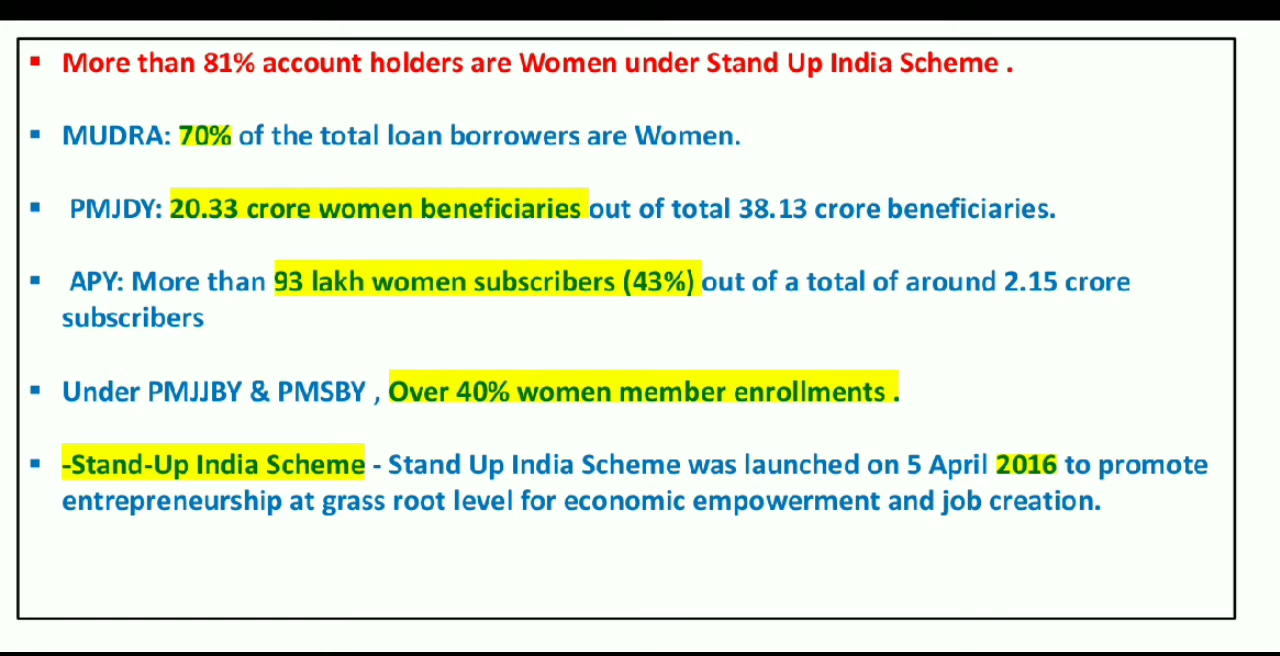 ▪ More than 81% account holders are Women under Stand Up India Scheme .
▪ MUDRA: 70% of the total loan borrowers are Women.
▪ PMJDY: 20.33 crore women beneficiaries out of total 38.13 crore beneficiaries.
▪ APY: More than 93 lakh women subscribers (43%) out of a total of around 2.15 crore
subscribers
▪ Under PMJJBY & PMSBY , Over 40% women member enrollments .
▪ -Stand-Up India Scheme - Stand Up India Scheme was launched on 5 April 2016 to promote
entrepreneurship at grass root level for economic empowerment and job creation.